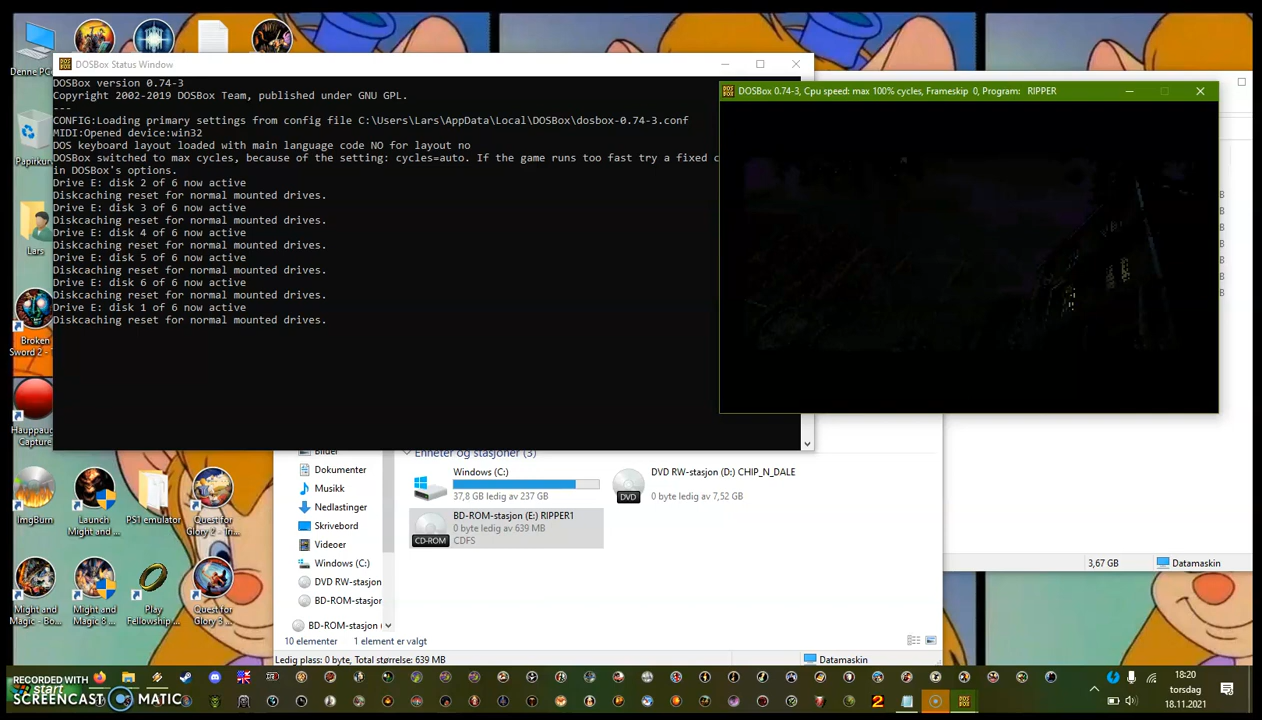 Denne PC
DOSBox Status Window
DOSBox version 0.74-3
Copyright 2002-2019 DOSBox Team, published under GNU GPL.
---
CONFIG:Loading primary settings from config file C:\Users\Lars\AppData\Local\DOSBox\dosbox-0.74-3.conf
MIDI:Opened device:win32
DOS keyboard layout loaded with main language code NO for layout no
DOSBox switched to max cycles, because of the setting: cycles=auto. If the game runs too fast try a fixed c
in DOSBox's options.
Drive E: disk 2 of 6 now active
Diskcaching reset for normal mounted drives.
Drive E: disk 3 of 6 now active
Diskcaching reset for normal mounted drives.
Drive E: disk 4 of 6 now active
Diskcaching reset for normal mounted drives.
Drive E: disk 5 of 6 now active
Diskcaching reset for normal mounted drives.
Drive E: disk 6 of 6 now active
Diskcaching reset for normal mounted drives.
Drive E: disk 1 of 6 now active
Diskcaching reset for normal mounted drives.
DOSBox 0.74-3, Cpu speed: max 100% cycles, Frameskip 0, Program: RIPPER
Papirkurv
Lars
Broken
Sword 2 -
Hauppauge
Capture
ImgBurn
Launch
Might and ...
PS1 emulator
Quest for
Glory 2 - Tri...
Might and
Magic - Bo...
Might and
Magic 8 ...
Play
Fellowship ...
Quest for
Glory 3 ...
Bilder
Dokumenter
Musikk
Nedlastinger
Skrivebord
Videoer
Windows (C:)
DVD RW-stasjon
BD-ROM-stasjon
BD-ROM-stasjon (
Enheter og stasjoner (3)
Windows (C:)
37,8 GB ledig av 237 GB
DVD RW-stasjon (D:) CHIP_N_DALE
0 byte ledig av 7,52 GB
DVD
BD-ROM-stasjon (E:) RIPPER1
0 byte ledig av 639 MB
CDFS
CD-ROM
10 elementer
1 element er valgt
Ledig plass: 0 byte, Total størrelse: 639 MB
Datamaskin
3,67 GB
Datamaskin
RECORDED WITH
start
SCREENCAST
MATIC
18:20
torsdag
18.11.2021